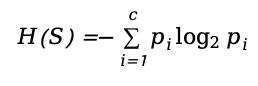 H(S) =− ∑_{i=1}^{c} p_i log_2 p_i